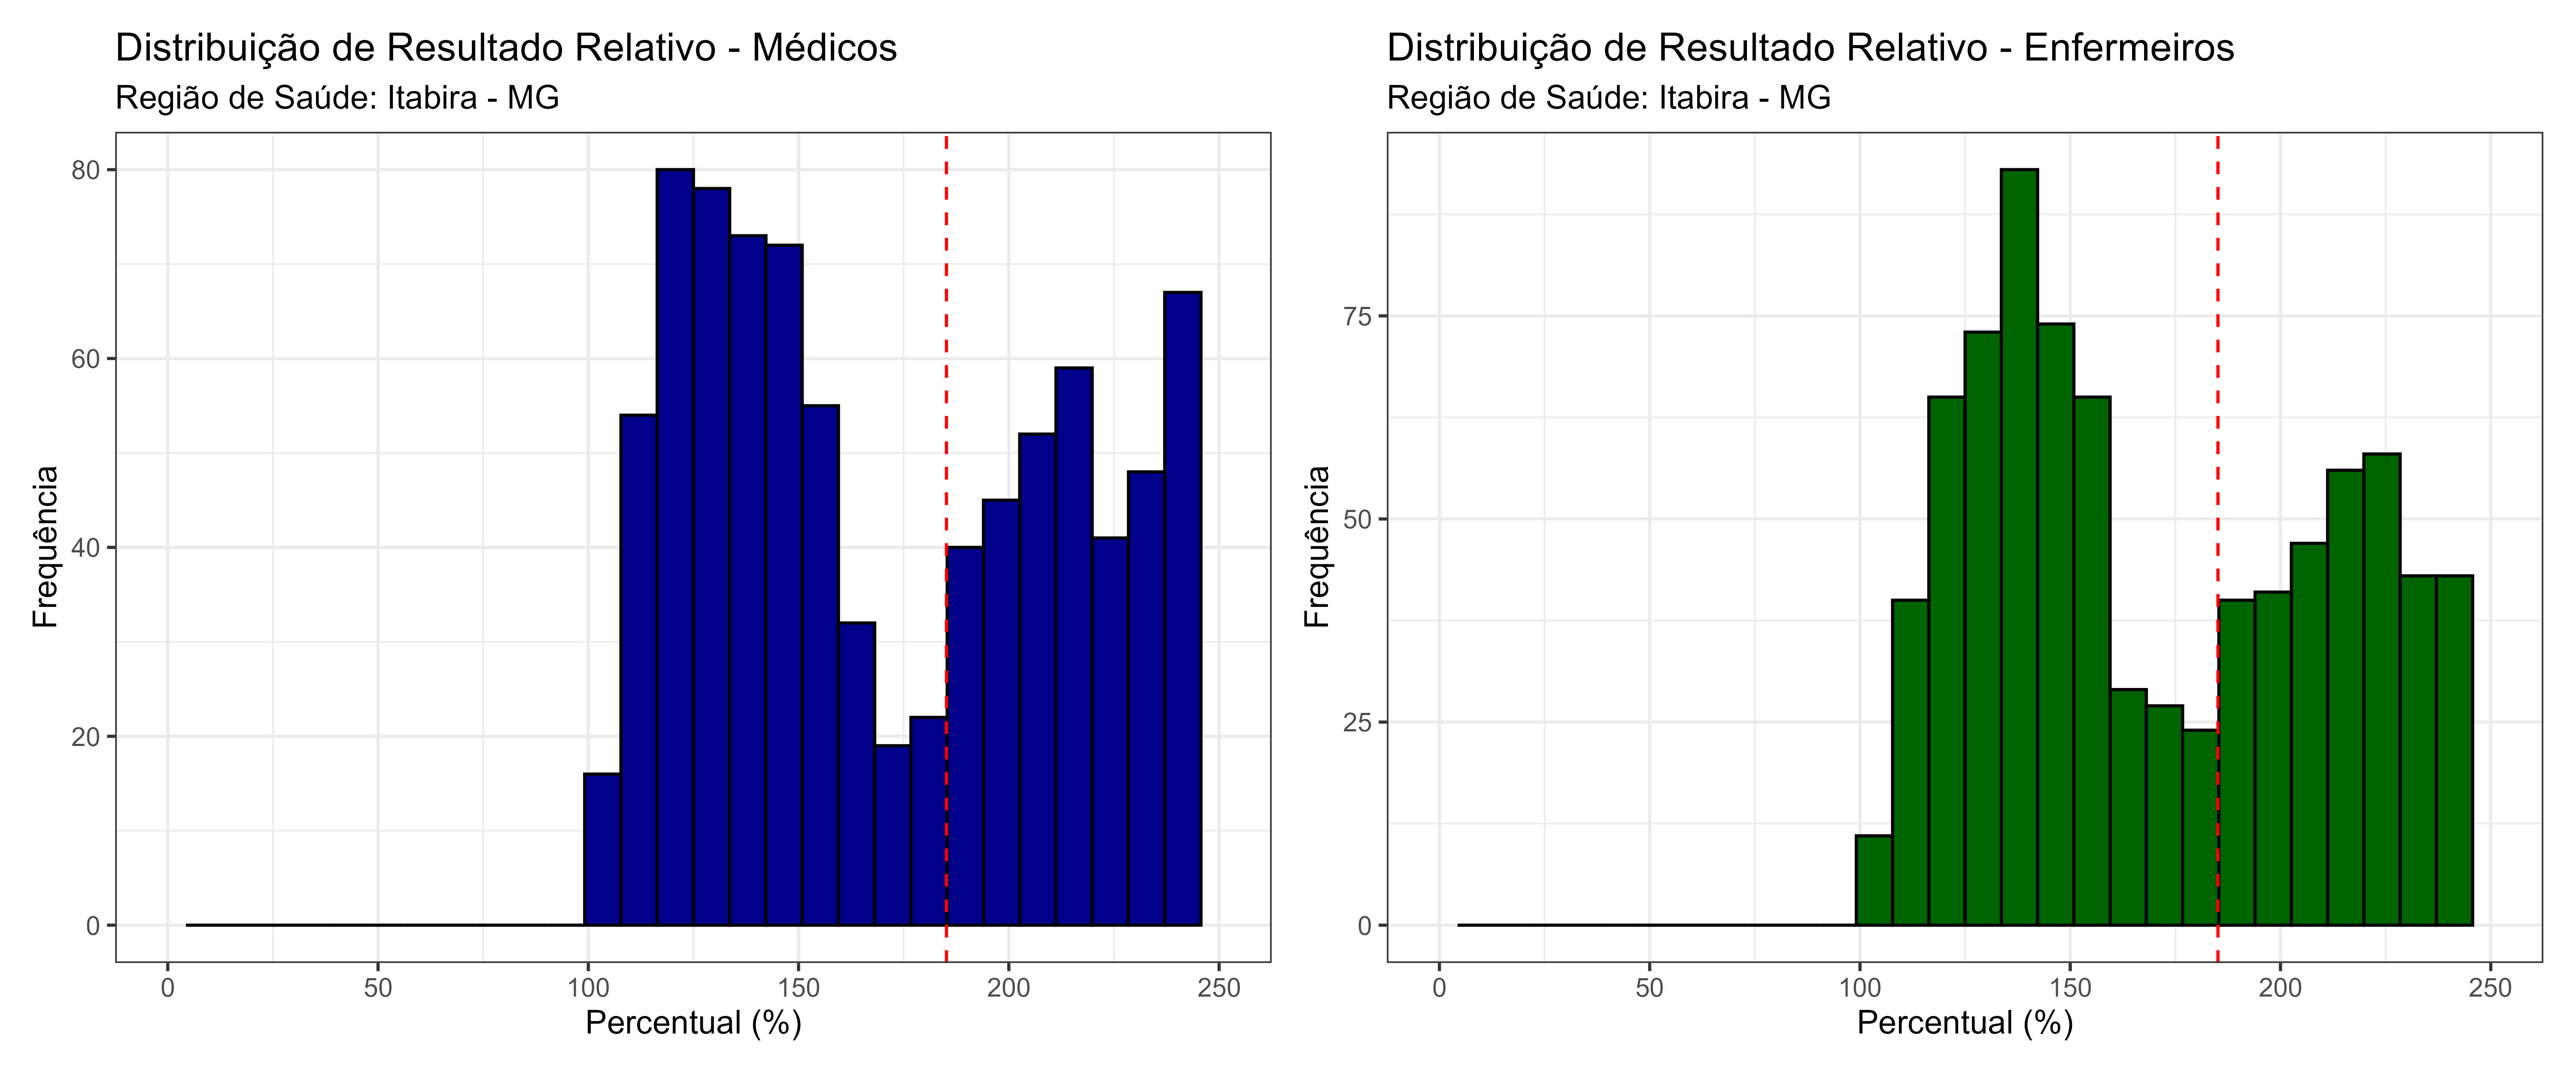 Distribuição de Resultado Relativo - Médicos
Região de Saúde: Itabira - MG
80
60
40
20
0
Frequência
0 50 100 150 200 250
Percentual (%)
Distribuição de Resultado Relativo - Enfermeiros
Região de Saúde: Itabira - MG
75
50
25
0
Frequência
0 50 100 150 200 250
Percentual (%)